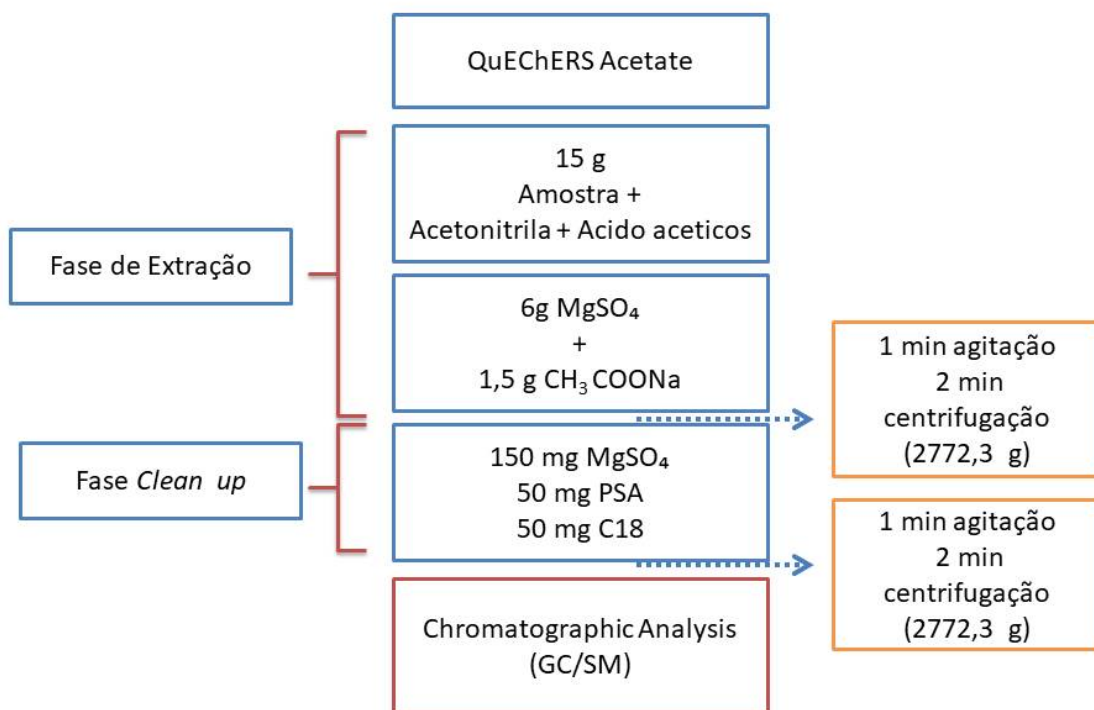 QuEChERS Acetate
15 g
Amostra +
Acetonitrila + Acido aceticos
Fase de Extração
6g MgSO₄
+
1,5 g CH₃ COONa
1 min agitação
2 min
centrifugação
(2772,3 g)
Fase Clean up
150 mg MgSO₄
50 mg PSA
50 mg C18
1 min agitação
2 min
centrifugação
(2772,3 g)
Chromatographic Analysis
(GC/SM)